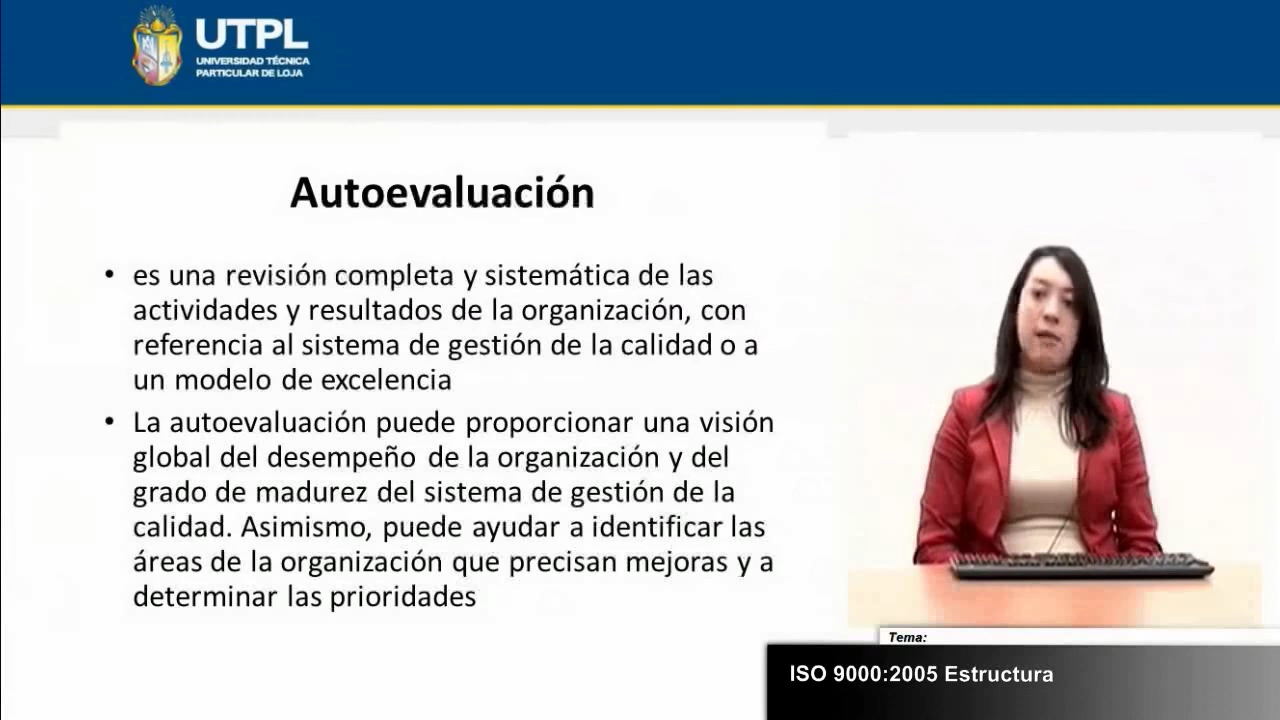 UTPL
UNIVERSIDAD TÉCNICA
PARTICULAR DE LOJA
Autoevaluación
• es una revisión completa y sistemática de las
actividades y resultados de la organización, con
referencia al sistema de gestión de la calidad o a
un modelo de excelencia
• La autoevaluación puede proporcionar una visión
global del desempeño de la organización y del
grado de madurez del sistema de gestión de la
calidad. Asimismo, puede ayudar a identificar las
áreas de la organización que precisan mejoras y a
determinar las prioridades
Tema:
ISO 9000:2005 Estructura